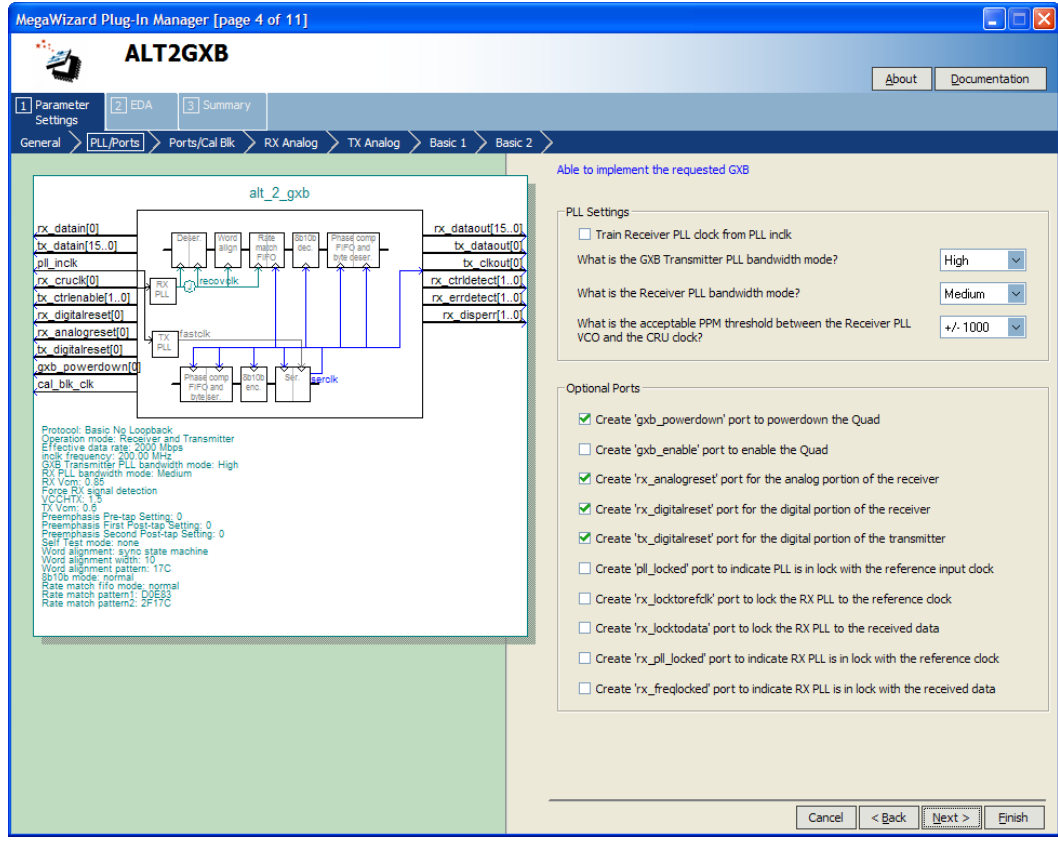 MegaWizard Plug-In Manager [page 4 of 11]
ALT2GXB
About
Documentation
1 Parameter Settings
2 EDA
3 Summary
General
PLL/Ports
Ports/Cal Blk
RX Analog
TX Analog
Basic 1
Basic 2
Able to implement the requested GXB
alt_2_gxb
rx_datain[0]
tx_datain[15..0]
pll_inclk
rx_cruclk[0]
tx_ctrlenable[1..0]
rx_digitalreset[0]
rx_analogreset[0]
tx_digitalreset[0]
gxb_powerdown[0]
cal_blk_clk
Deser.
Word
align
Rate
match
FIFO
8b10b
dec.
Phase comp
FIFO and
byte deser.
RX
PLL
recovclk
2
TX
PLL
fastclk
Phase comp
FIFO and
byte ser.
8b10b
enc.
Ser.
serclk
rx_dataout[15..0]
tx_dataout[0]
tx_clkout[0]
rx_ctrldetect[1..0]
rx_errdetect[1..0]
rx_disperr[1..0]
Protocol: Basic No Loopback
Operation mode: Receiver and Transmitter
Effective data rate: 2000 Mbps
inclk frequency: 200.00 MHz
GXB Transmitter PLL bandwidth mode: High
RX PLL bandwidth mode: Medium
RX Vcm: 0.85
Force RX signal detection
VCCHTX: 1.5
TX Vcm: 0.6
Preemphasis Pre-tap Setting: 0
Preemphasis First Post-tap Setting: 0
Preemphasis Second Post-tap Setting: 0
Self Test mode: none
Word alignment: sync state machine
Word alignment width: 10
Word alignment pattern: 17C
8b10b mode: normal
Rate match fifo mode: normal
Rate match pattern1: D0E83
Rate match pattern2: 2F17C
PLL Settings
Train Receiver PLL clock from PLL inclk
What is the GXB Transmitter PLL bandwidth mode?
High
What is the Receiver PLL bandwidth mode?
Medium
What is the acceptable PPM threshold between the Receiver PLL
VCO and the CRU clock?
+/- 1000
Optional Ports
Create 'gxb_powerdown' port to powerdown the Quad
Create 'gxb_enable' port to enable the Quad
Create 'rx_analogreset' port for the analog portion of the receiver
Create 'rx_digitalreset' port for the digital portion of the receiver
Create 'tx_digitalreset' port for the digital portion of the transmitter
Create 'pll_locked' port to indicate PLL is in lock with the reference input clock
Create 'rx_locktorefclk' port to lock the RX PLL to the reference clock
Create 'rx_locktodata' port to lock the RX PLL to the received data
Create 'rx_pll_locked' port to indicate RX PLL is in lock with the reference clock
Create 'rx_freqlocked' port to indicate RX PLL is in lock with the received data
Cancel
< Back
Next >
Finish